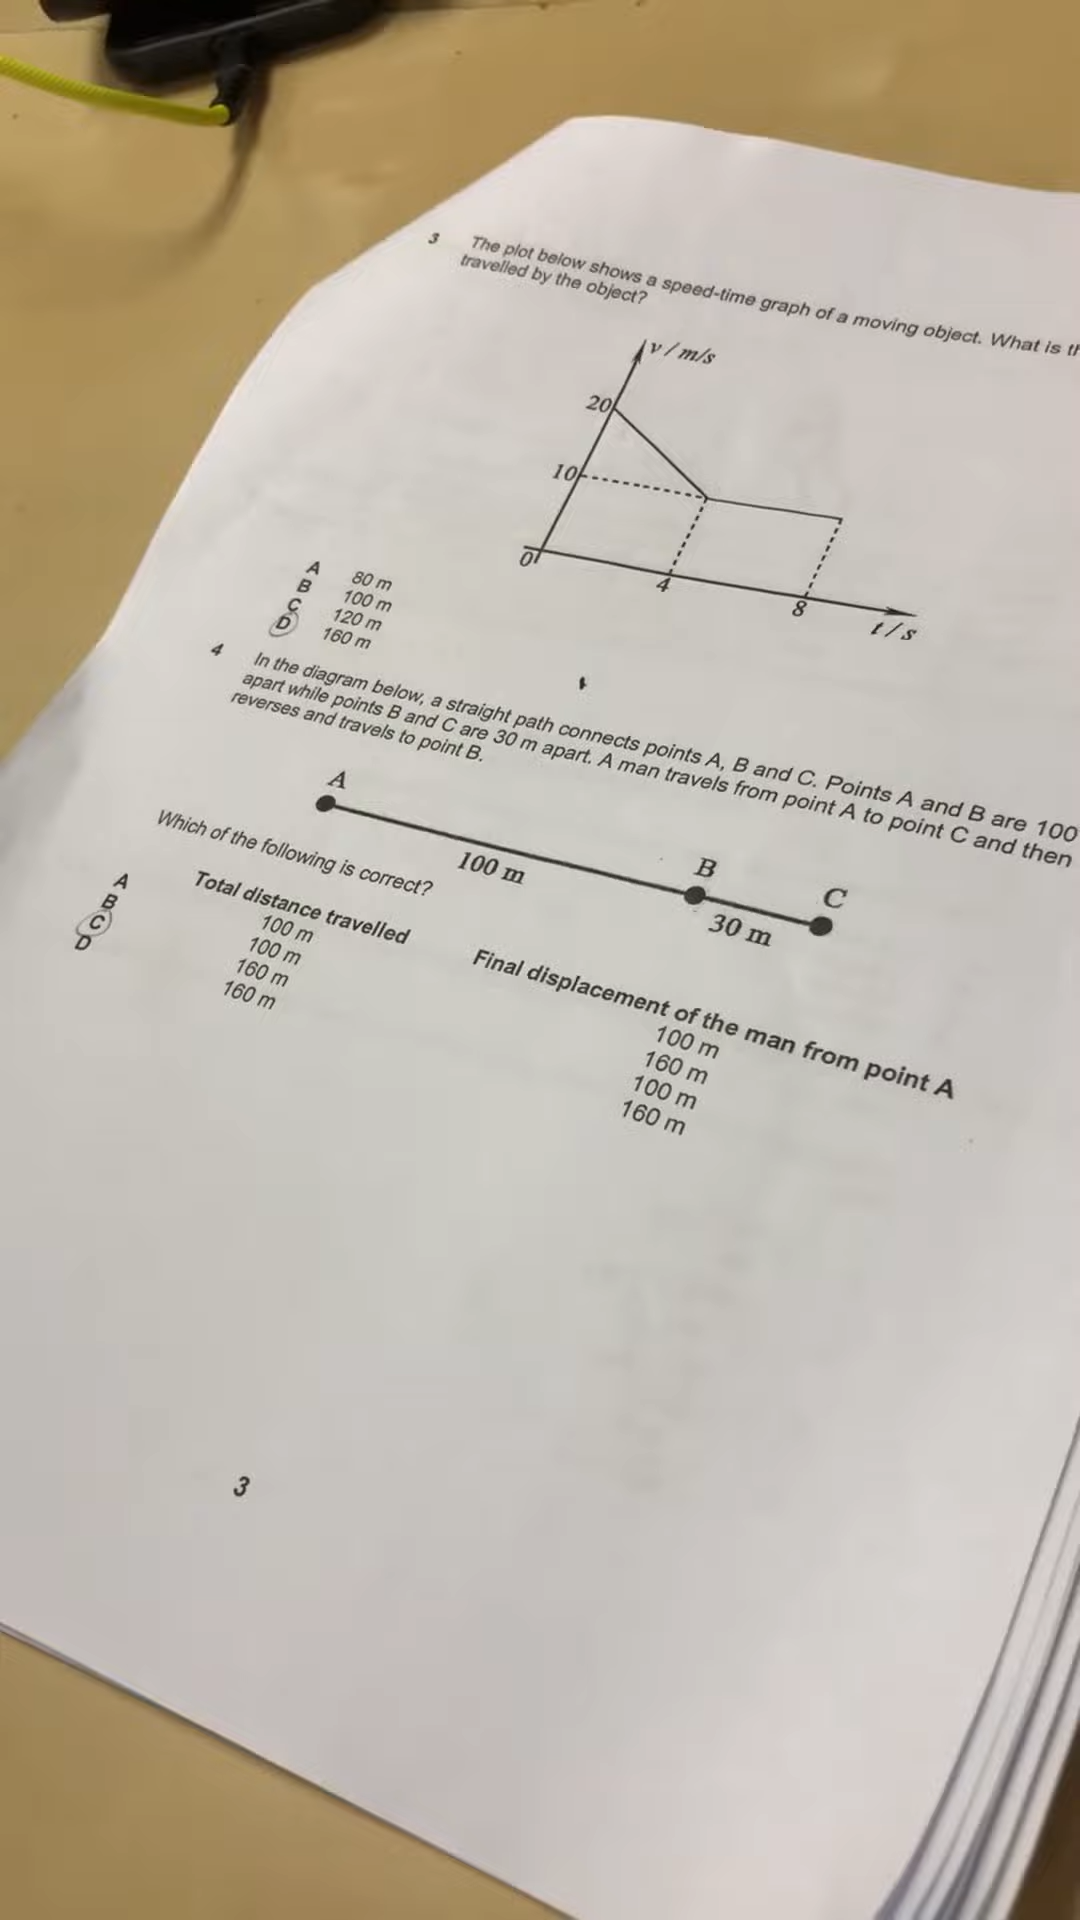 3 The plot below shows a speed-time graph of a moving object. What is
travelled by the object?
v / m/s
20
10
0
4
8
t / s
A 80 m
B 100 m
C 120 m
D 160 m
4 In the diagram below, a straight path connects points A, B and C. Points A and B are 100
apart while points B and C are 30 m apart. A man travels from point A to point C and then
reverses and travels to point B.
A
B
C
100 m
30 m
Which of the following is correct?
Total distance travelled Final displacement of the man from point A
A 100 m 100 m
B 100 m 160 m
C 160 m 100 m
D 160 m 160 m
3